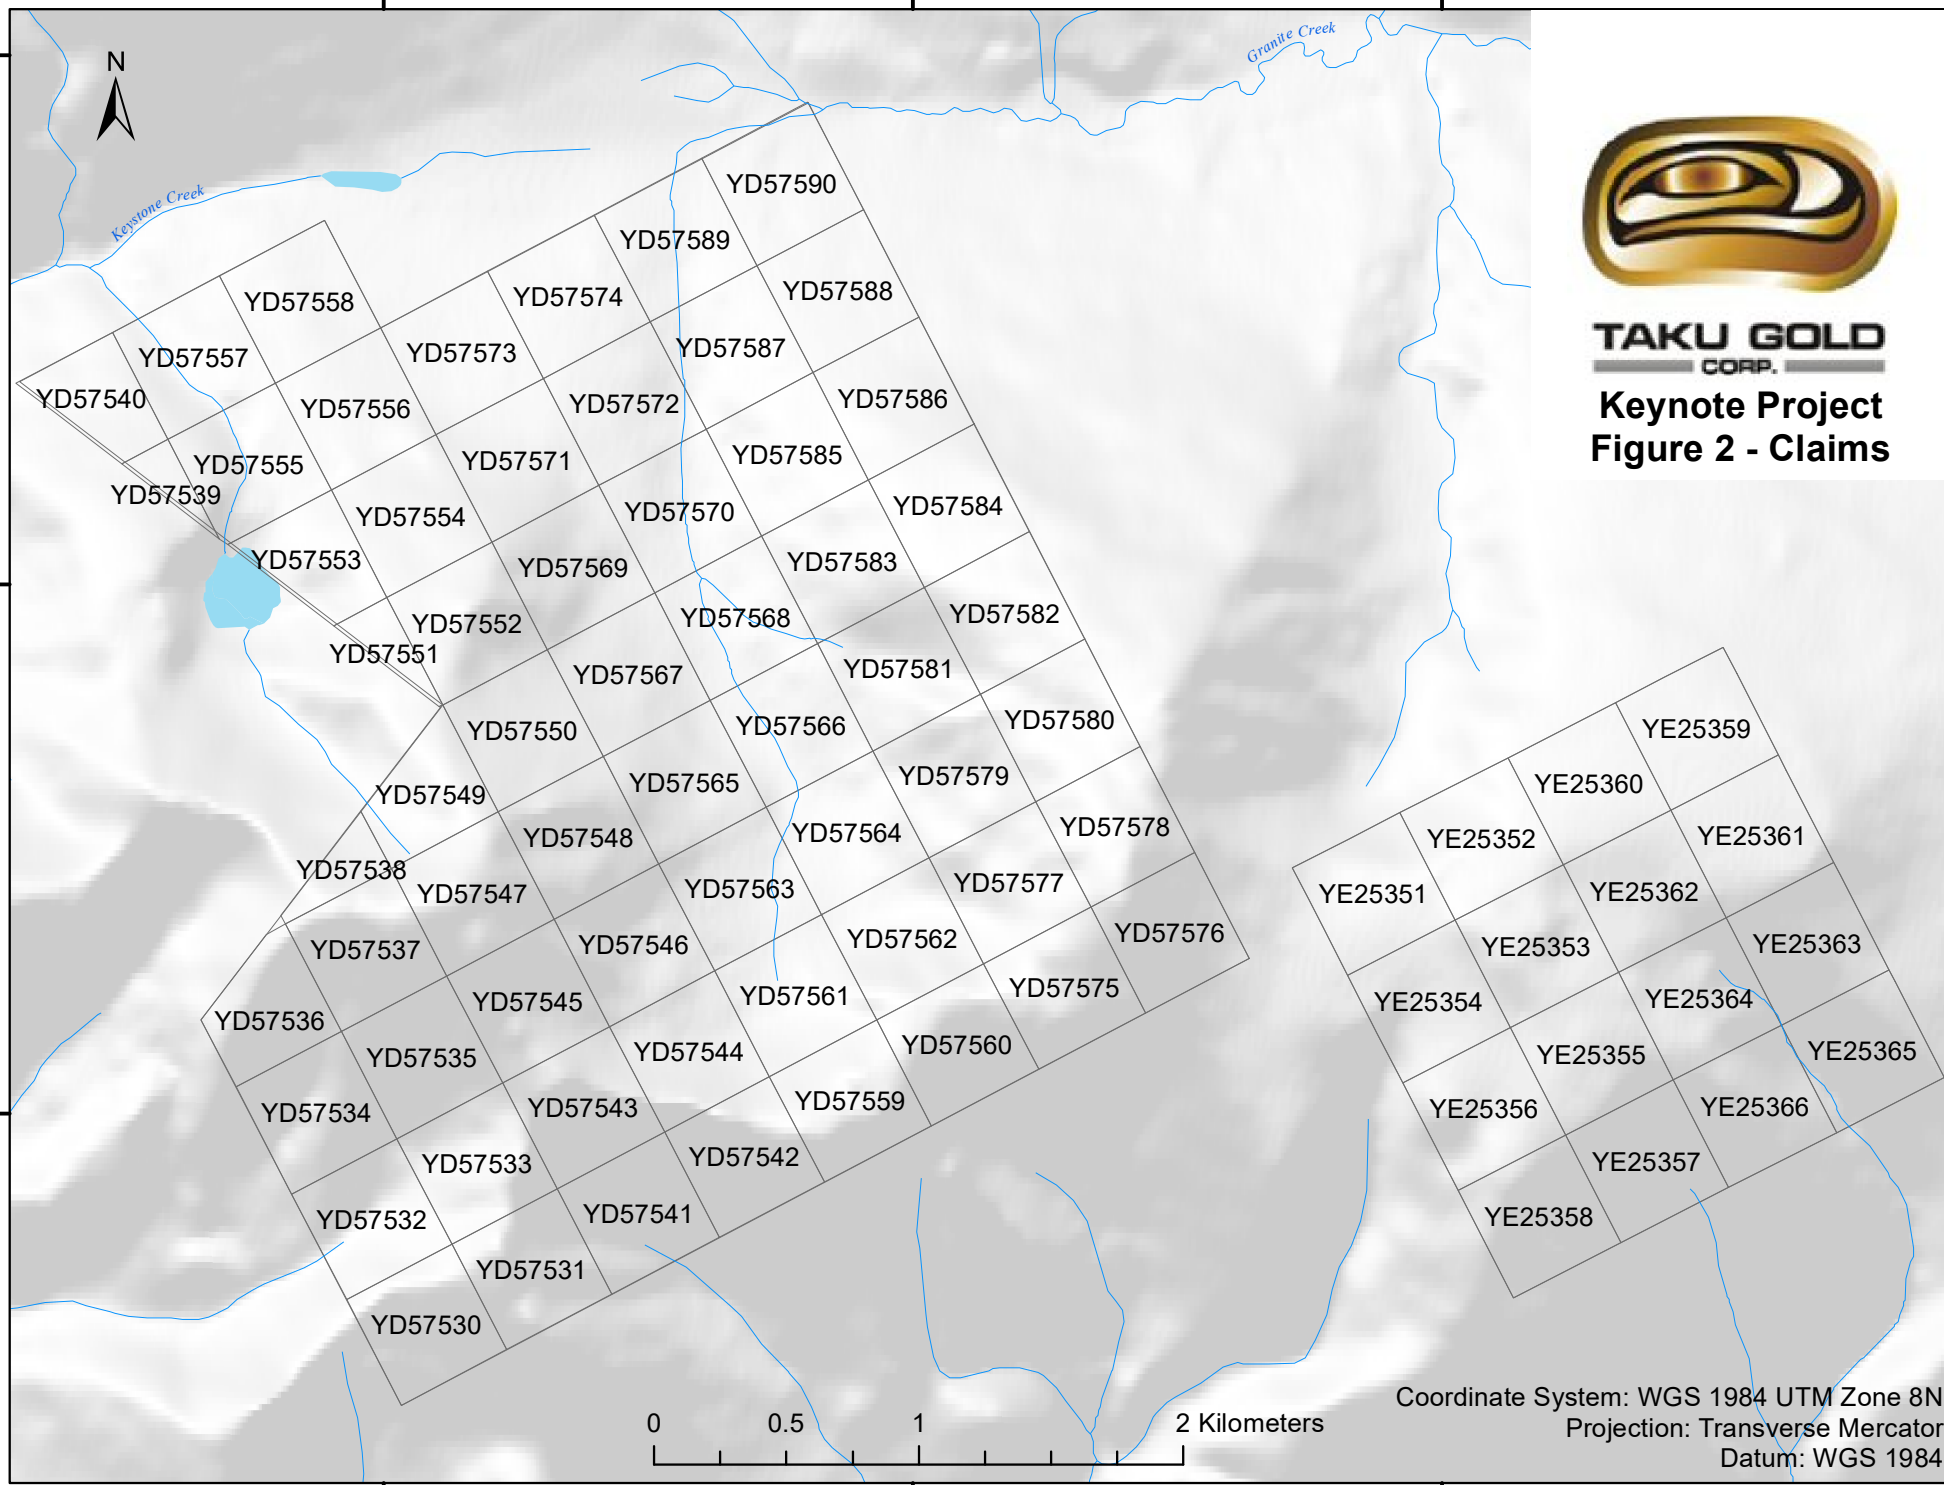 N
Granite Creek
Keystone Creek
TAKU GOLD
CORP.
Keynote Project
Figure 2 - Claims
YD57590
YD57589
YD57588
YD57574
YD57558
YD57587
YD57573
YD57557
YD57586
YD57572
YD57556
YD57540
YD57585
YD57571
YD57555
YD57539
YD57584
YD57570
YD57554
YD57583
YD57569
YD57553
YD57582
YD57568
YD57552
YD57551
YD57581
YD57567
YD57580
YD57566
YD57550
YE25359
YD57579
YD57565
YD57549
YE25360
YD57578
YD57564
YD57548
YE25361
YE25352
YD57538
YD57577
YD57563
YD57547
YE25362
YE25351
YD57576
YD57562
YD57546
YD57537
YE25363
YE25353
YD57575
YD57561
YD57545
YE25364
YE25354
YD57536
YD57560
YD57544
YD57535
YE25365
YE25355
YD57559
YD57543
YD57534
YE25366
YE25356
YD57542
YD57533
YE25357
YD57541
YD57532
YE25358
YD57531
YD57530
0 0.5 1 2 Kilometers
Coordinate System: WGS 1984 UTM Zone 8N
Projection: Transverse Mercator
Datum: WGS 1984